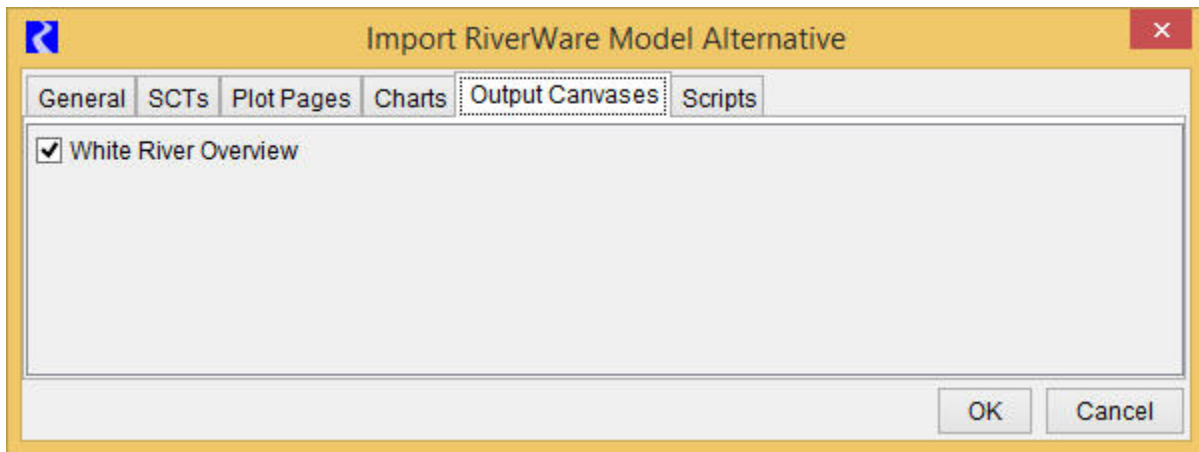 Import RiverWare Model Alternative
General SCTs Plot Pages Charts Output Canvases Scripts
White River Overview
OK Cancel